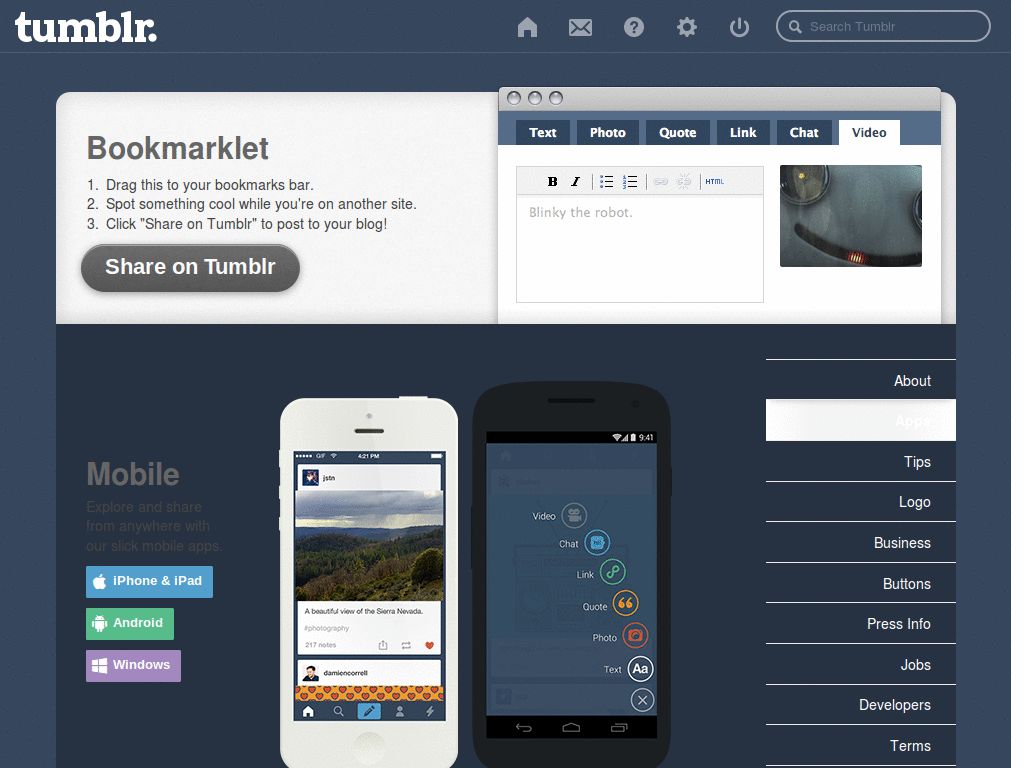 tumblr.
Search Tumblr
Bookmarklet
1. Drag this to your bookmarks bar.
2. Spot something cool while you're on another site.
3. Click "Share on Tumblr" to post to your blog!
Share on Tumblr
Text Photo Quote Link Chat Video
B I HTML
Blinky the robot.
Mobile
Explore and share
from anywhere with
our slick mobile apps.
iPhone & iPad
Android
Windows
GIF 4:21 PM
jstn
A beautiful view of the Sierra Nevada.
#photography
217 notes
damiencorrell
9:41
Video
Chat
Link
Quote
Photo
Text Aa
About
Apps
Tips
Logo
Business
Buttons
Press Info
Jobs
Developers
Terms